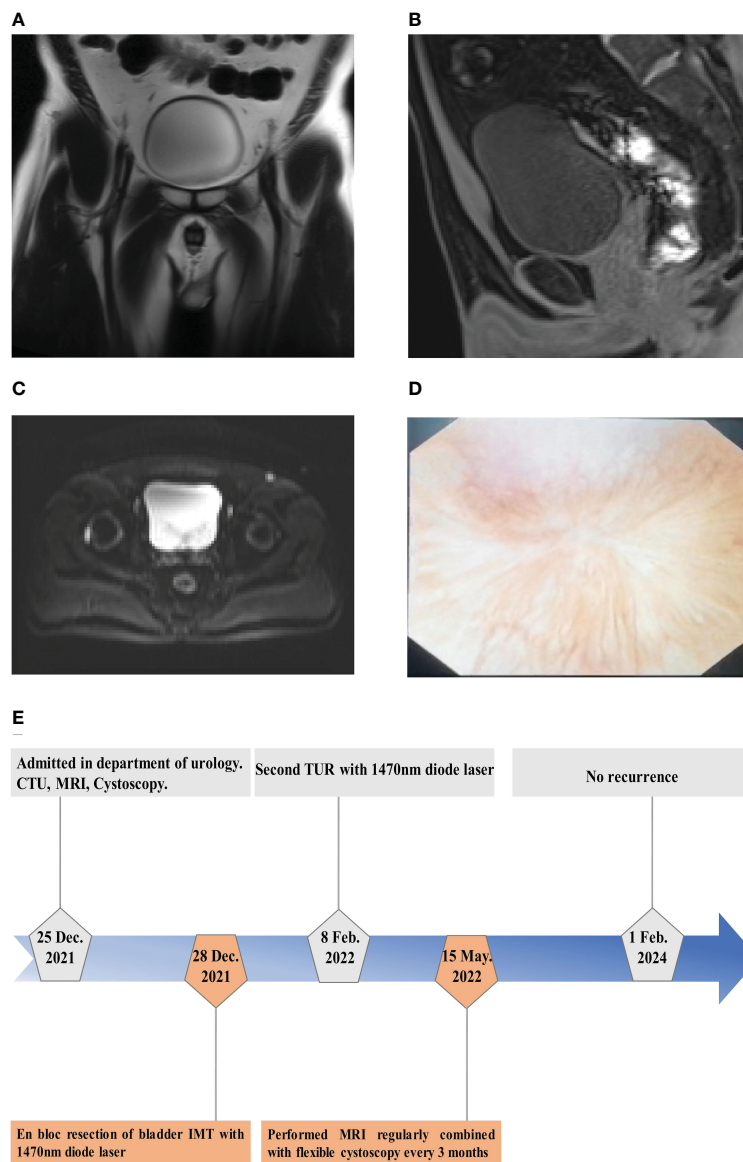 A
B
C
D
E
Admitted in department of urology.
CTU, MRI, Cystoscopy.
Second TUR with 1470nm diode laser
No recurrence
25 Dec.
2021
28 Dec.
2021
8 Feb.
2022
15 May.
2022
1 Feb.
2024
En bloc resection of bladder IMT with
1470nm diode laser
Performed MRI regularly combined
with flexible cystoscopy every 3 months